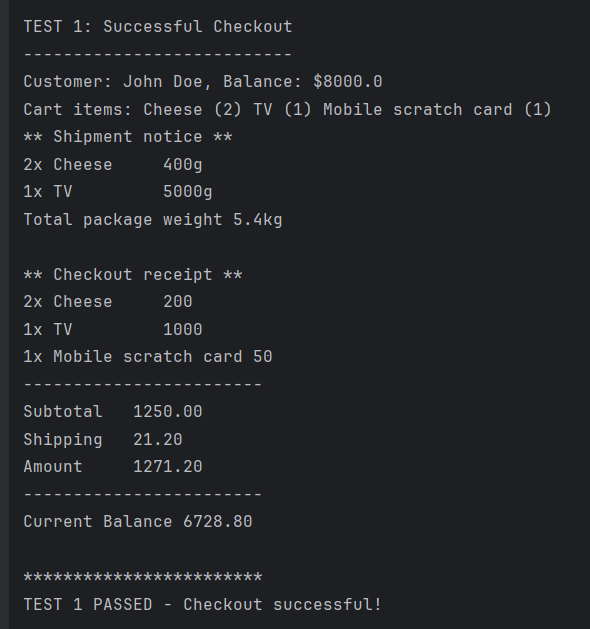 TEST 1: Successful Checkout
---------------------------
Customer: John Doe, Balance: $8000.0
Cart items: Cheese (2) TV (1) Mobile scratch card (1)
** Shipment notice **
2x Cheese     400g
1x TV         5000g
Total package weight 5.4kg

** Checkout receipt **
2x Cheese     200
1x TV         1000
1x Mobile scratch card 50
------------------------
Subtotal   1250.00
Shipping   21.20
Amount     1271.20
------------------------
Current Balance 6728.80

************************
TEST 1 PASSED - Checkout successful!